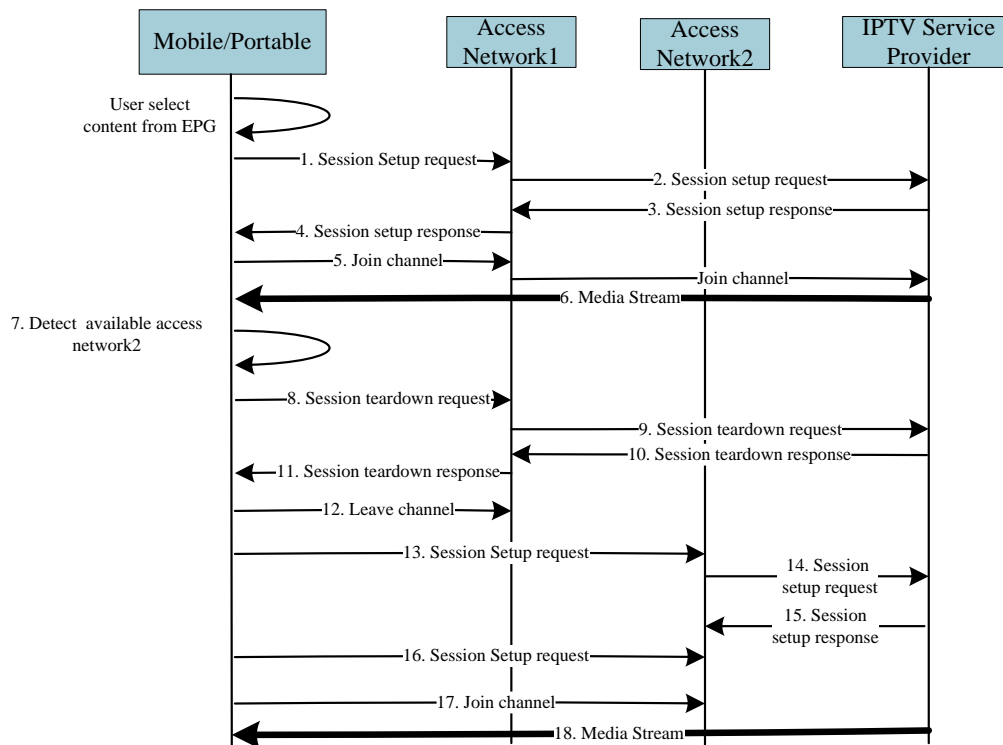 Mobile/Portable
Access
Network1
Access
Network2
IPTV Service
Provider
User select
content from EPG
1. Session Setup request
2. Session setup request
3. Session setup response
4. Session setup response
5. Join channel
Join channel
6. Media Stream
7. Detect available access
network2
8. Session teardown request
9. Session teardown request
10. Session teardown response
11. Session teardown response
12. Leave channel
13. Session Setup request
14. Session
setup request
15. Session
setup response
16. Session Setup request
17. Join channel
18. Media Stream